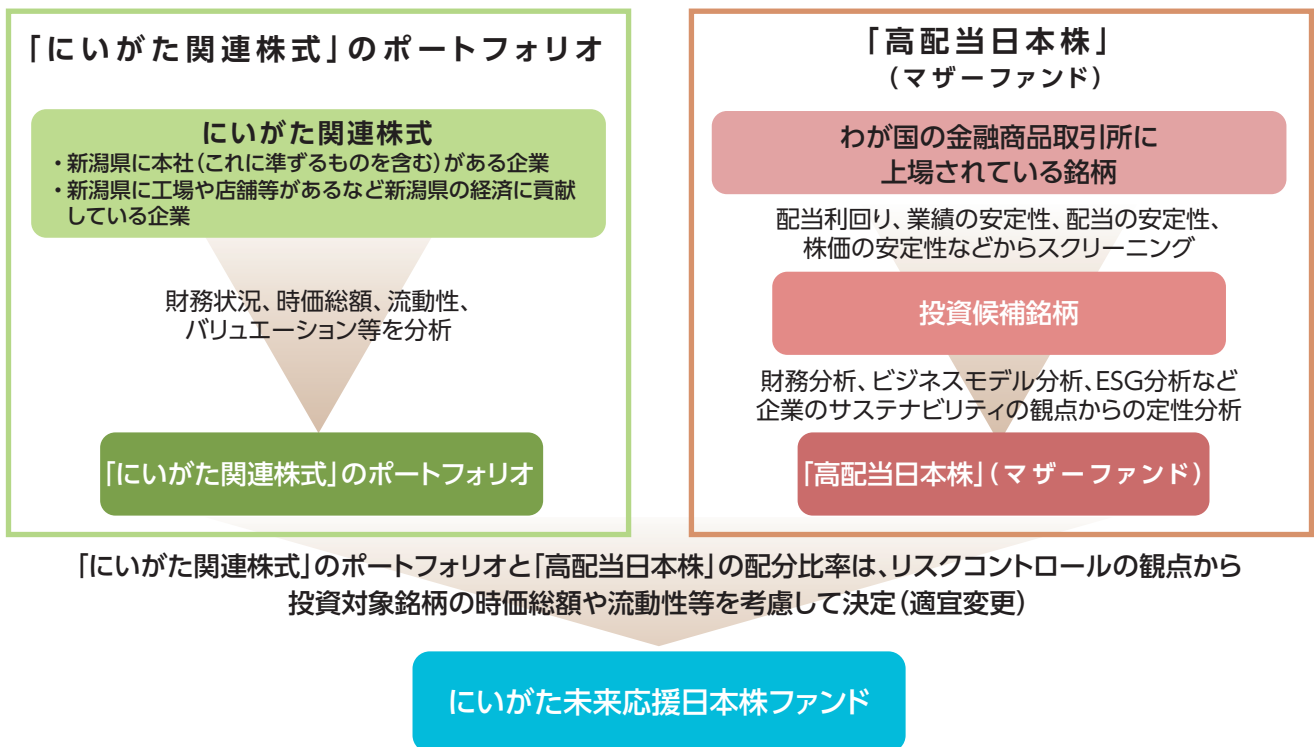 「にいがた関連株式」のポートフォリオ
にいがた関連株式
・新潟県に本社(これに準ずるものを含む)がある企業
・新潟県に工場や店舗等があるなど新潟県の経済に貢献
している企業
財務状況、時価総額、流動性、
バリュエーション等を分析
「にいがた関連株式」のポートフォリオ
「高配当日本株」
(マザーファンド)
わが国の金融商品取引所に
上場されている銘柄
配当利回り、業績の安定性、配当の安定性、
株価の安定性などからスクリーニング
投資候補銘柄
財務分析、ビジネスモデル分析、ESG分析など
企業のサステナビリティの観点からの定性分析
「高配当日本株」(マザーファンド)
「にいがた関連株式」のポートフォリオと「高配当日本株」の配分比率は、リスクコントロールの観点から
投資対象銘柄の時価総額や流動性等を考慮して決定(適宜変更)
にいがた未来応援日本株ファンド